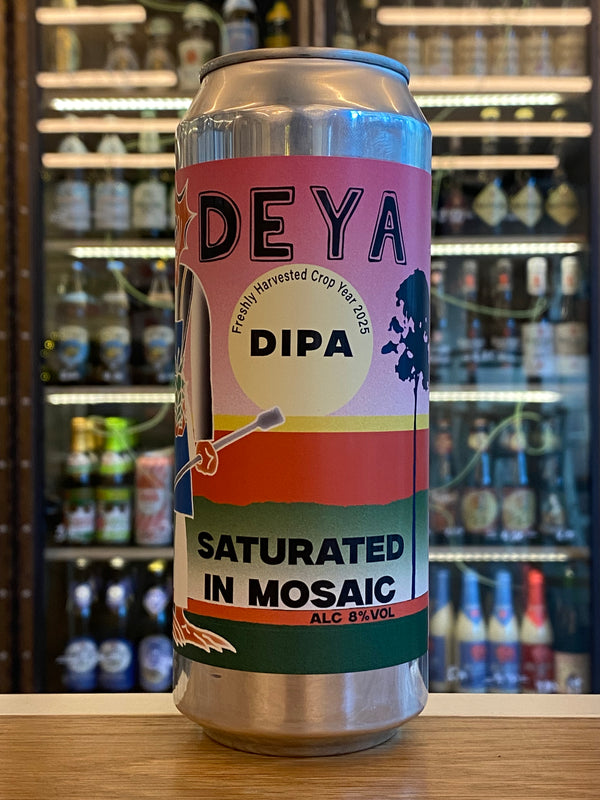 DEYA
Freshly Harvested Crop Year 2025
DIPA
SATURATED
IN MOSAIC
ALC 8%VOL